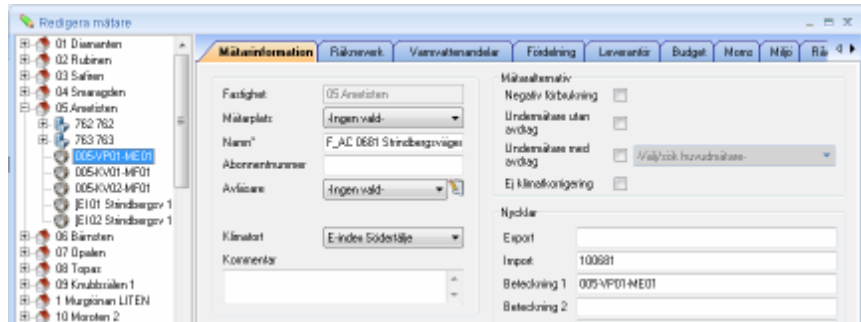 Redigera mätare
01 Diamanten
02 Rubinen
03 Safiren
04 Smaragden
05 Ametisten
762 762
763 763
005-VP01-ME01
005-KV01-MF01
005-KV02-MF01
JE101 Strindbergsv 1
JE102 Strindbergsv 1
06 Bärnsten
07 Opalen
08 Topaz
09 Knubbsälen 1
1 Murgrönan LITEN
10 Moroten 2
Mätarinformation
Räkneverk
Varmvattenandelar
Fördelning
Leverantör
Budget
Moms
Miljö
Fastighet
05 Ametisten
Mätarplats
-Ingen vald-
Namn*
F_AC 0681 Strindbergsvägen
Abonnentnummer
Avläsare
-Ingen vald-
Klimatort
E-index Södertälje
Kommentar
Mätaralternativ
Negativ förbrukning
Undermätare utan
avdrag
Undermätare med
avdrag
-Välj/sök huvudmätare-
Ej klimatkorrigering
Nycklar
Export
Import
100681
Beteckning 1
005-VP01-ME01
Beteckning 2